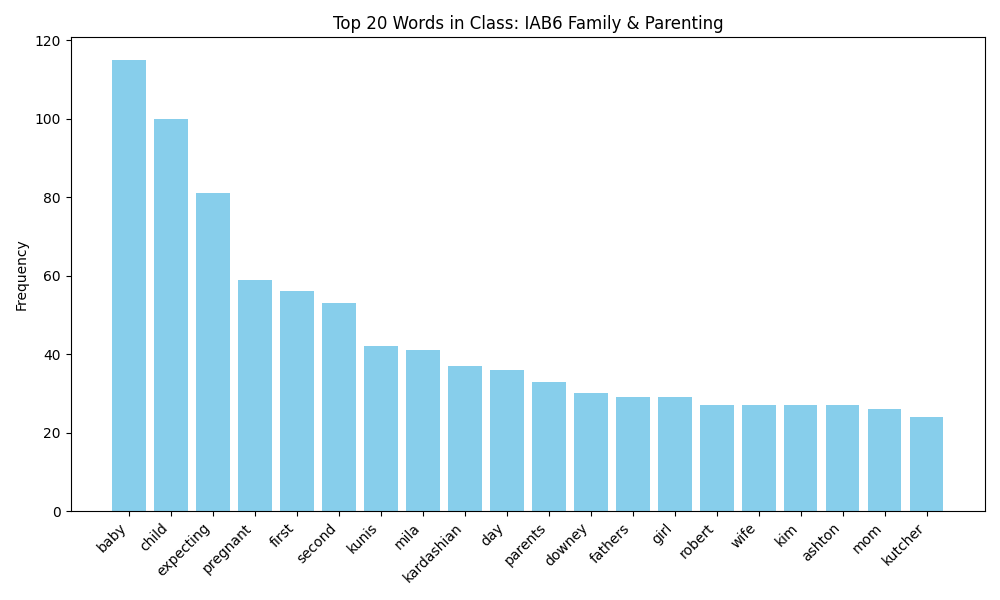 Top 20 Words in Class: IAB6 Family & Parenting
Frequency
120
100
80
60
40
20
0
baby
child
expecting
pregnant
first
second
kunis
mila
kardashian
day
parents
downey
fathers
girl
robert
wife
kim
ashton
mom
kutcher